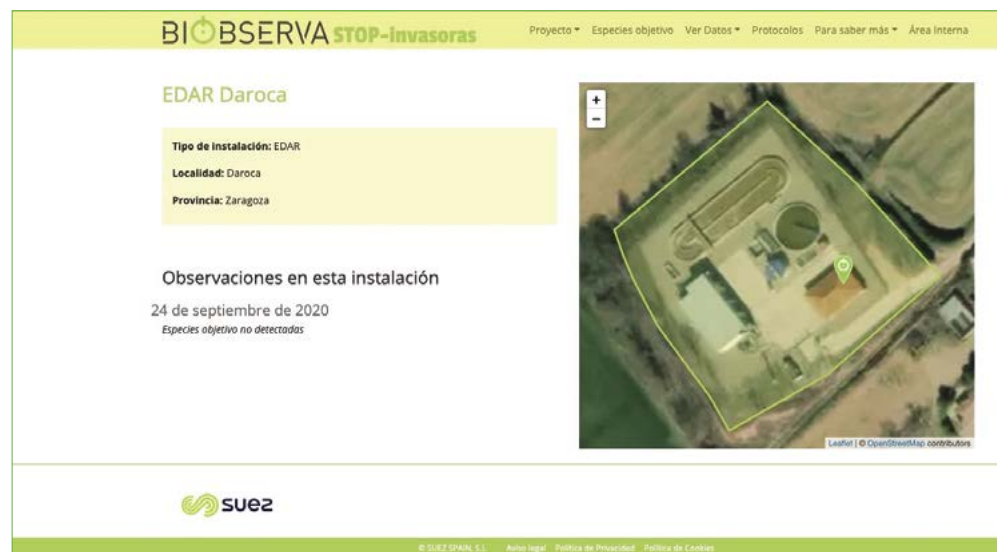 BIOBSERVA STOP-invasoras
Proyecto Especies objetivo Ver Datos Protocolos Para saber más Área Interna
EDAR Daroca
Tipo de instalación: EDAR
Localidad: Daroca
Provincia: Zaragoza
Observaciones en esta instalación
24 de septiembre de 2020
Especies objetivo no detectadas
+
−
Leaflet | © OpenStreetMap contributors
suez
© SUEZ SPAIN, S.L. Aviso legal Política de Privacidad Política de Cookies